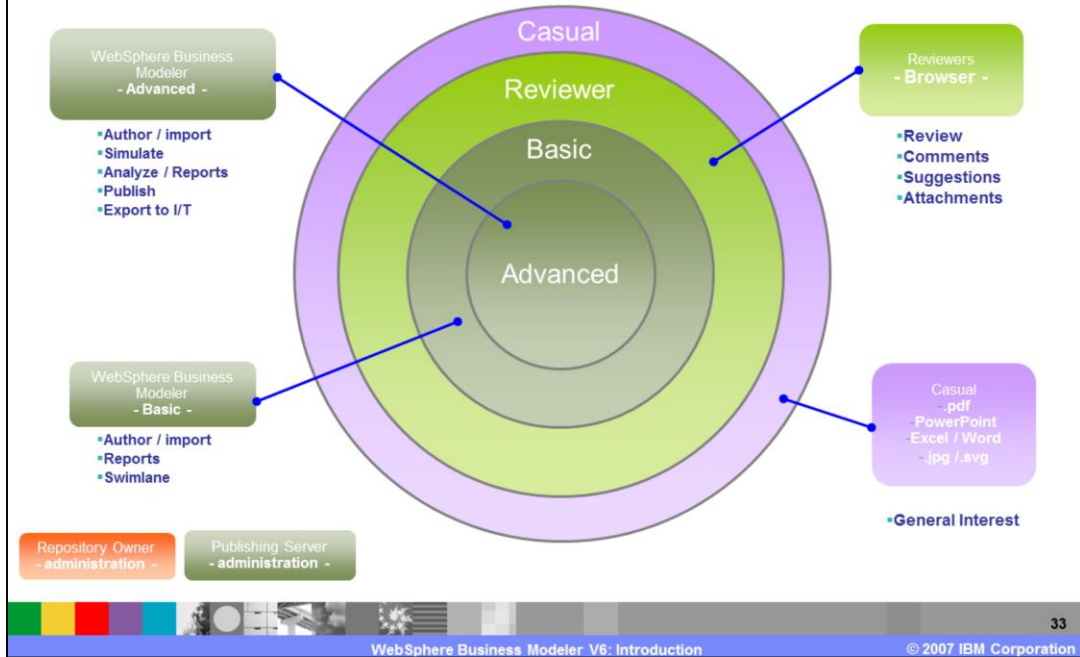 Casual
Reviewer
Basic
Advanced
WebSphere Business
Modeler
- Advanced -
▪Author / import
▪Simulate
▪Analyze / Reports
▪Publish
▪Export to I/T
WebSphere Business
Modeler
- Basic -
▪Author / import
▪Reports
▪Swimlane
Reviewers
- Browser -
▪Review
▪Comments
▪Suggestions
▪Attachments
Casual
-.pdf
-PowerPoint
-Excel / Word
-.jpg /.svg
▪General Interest
Repository Owner
- administration -
Publishing Server
- administration -
33
WebSphere Business Modeler V6: Introduction
© 2007 IBM Corporation